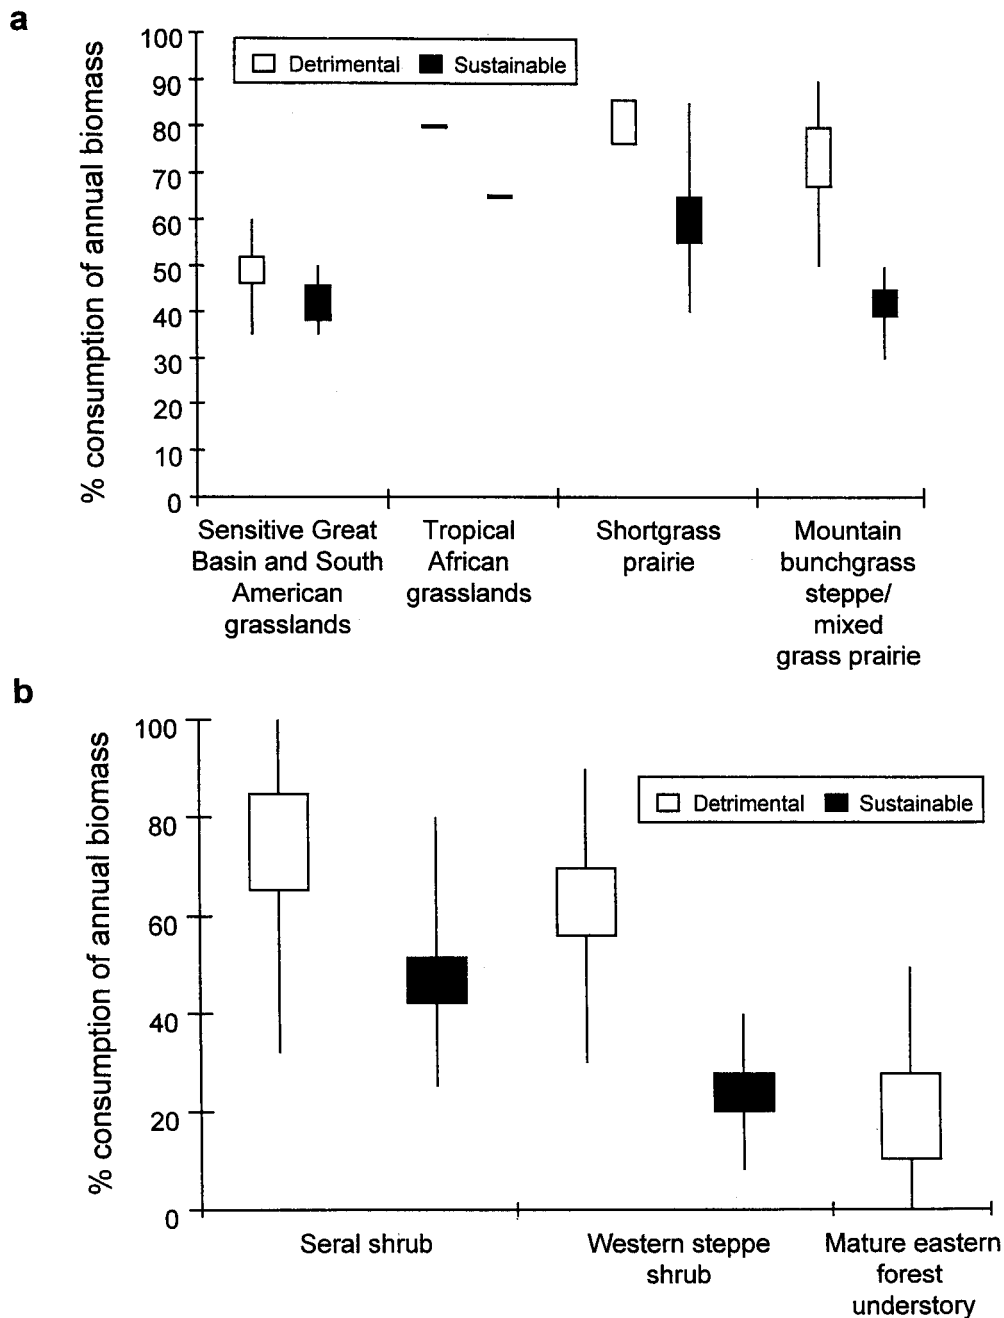 a
% consumption of annual biomass
100
90
80
70
60
50
40
30
20
10
0
Detrimental Sustainable
Sensitive Great
Basin and South
American
grasslands
Tropical
African
grasslands
Shortgrass
prairie
Mountain
bunchgrass
steppe/
mixed
grass prairie
b
% consumption of annual biomass
100
80
60
40
20
0
Detrimental Sustainable
Seral shrub
Western steppe
shrub
Mature eastern
forest
understory